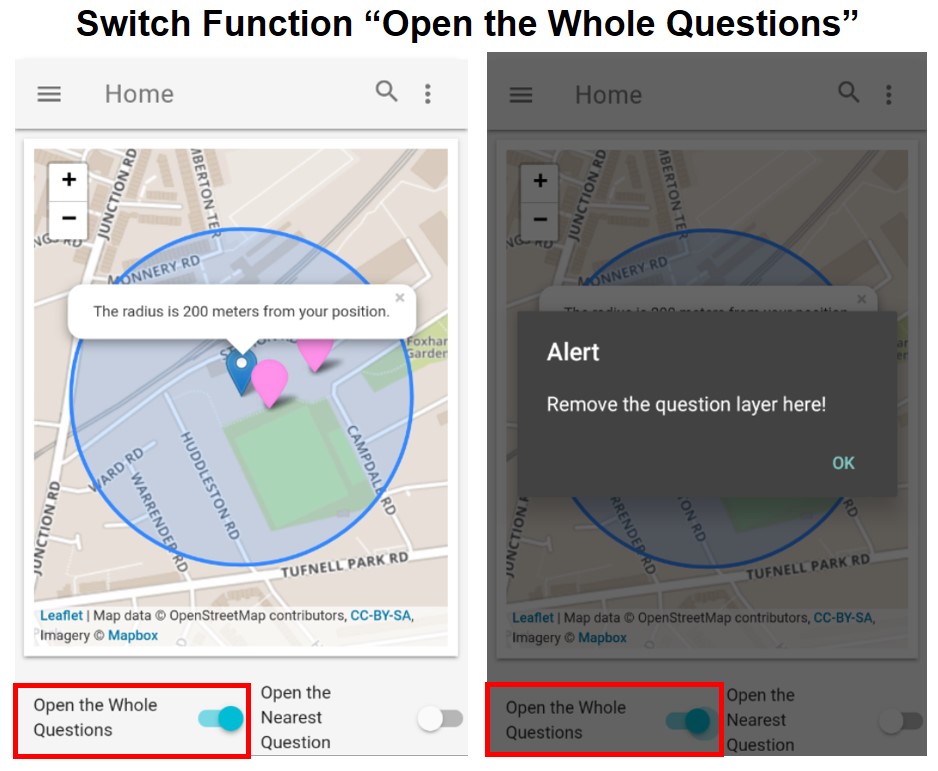 Switch Function “Open the Whole Questions”
Home
+
−
JUNCTION RD
MONNERY RD
The radius is 200 meters from your position.
×
Foxham
Garden
WARD RD
WARRENDER RD
HUDDLESTON RD
CAMPDALE RD
JUNCTION RD
TUFNELL PARK RD
Leaflet | Map data © OpenStreetMap contributors, CC-BY-SA,
Imagery © Mapbox
Open the Whole
Questions
Open the
Nearest
Question
Home
+
−
JUNCTION RD
MONNERY RD
×
Alert
Remove the question layer here!
OK
TUFNELL PARK RD
Leaflet | Map data © OpenStreetMap contributors, CC-BY-SA,
Imagery © Mapbox
Open the Whole
Questions
Open the
Nearest
Question